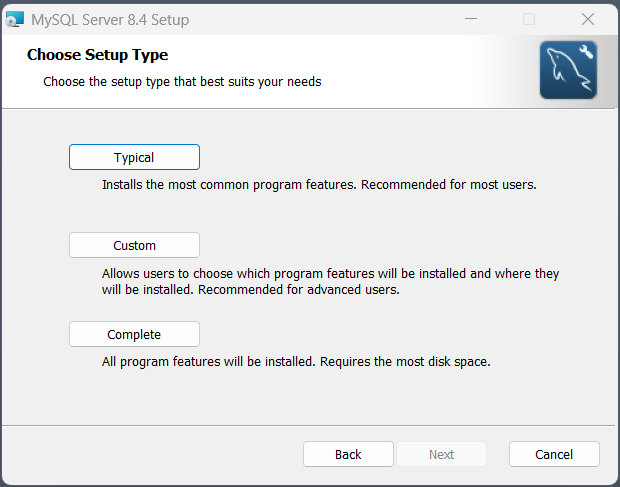 MySQL Server 8.4 Setup
Choose Setup Type
Choose the setup type that best suits your needs
Typical
Installs the most common program features. Recommended for most users.
Custom
Allows users to choose which program features will be installed and where they
will be installed. Recommended for advanced users.
Complete
All program features will be installed. Requires the most disk space.
Back
Next
Cancel